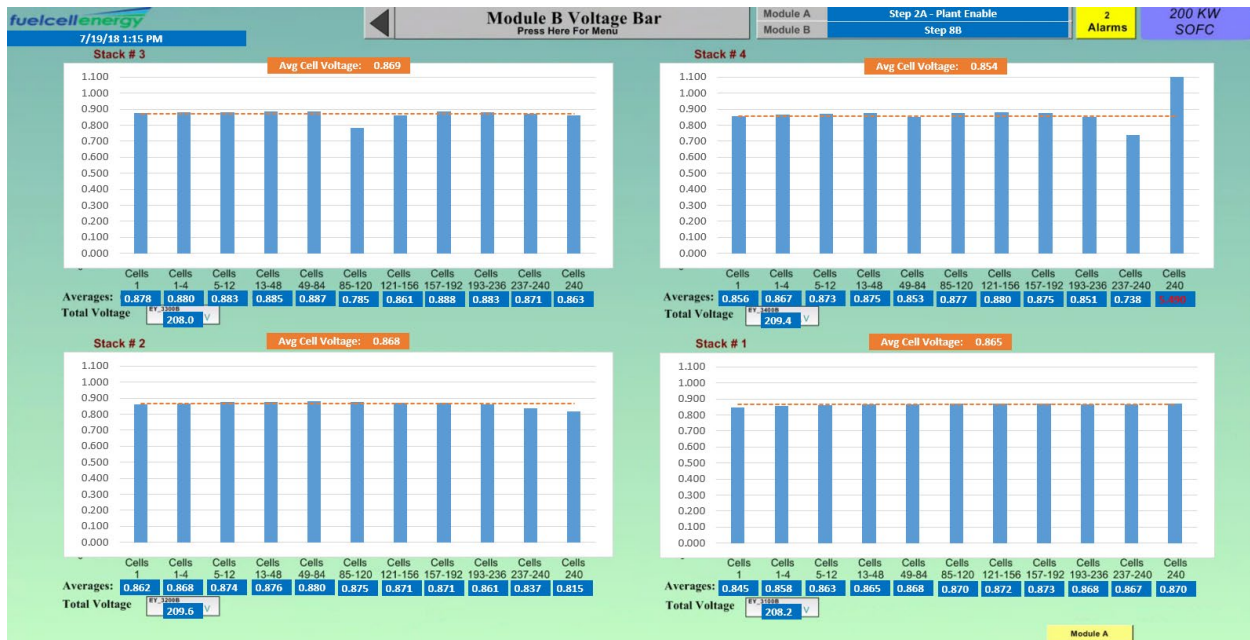 fuelcellenergy
7/19/18 1:15 PM
Module B Voltage Bar
Press Here For Menu
Module A Step 2A - Plant Enable
Module B Step 8B
2
Alarms
200 KW
SOFC
Stack # 3
Avg Cell Voltage: 0.869
1.100
1.000
0.900
0.800
0.700
0.600
0.500
0.400
0.300
0.200
0.100
0.000
Cells Cells Cells Cells Cells Cells Cells Cells Cells Cells Cells
1 1-4 5-12 13-48 49-84 85-120 121-156 157-192 193-236 237-240 240
Averages: 0.878 0.880 0.883 0.885 0.887 0.785 0.861 0.888 0.883 0.871 0.863
Total Voltage EY_3300B 208.0 V
Stack # 4
Avg Cell Voltage: 0.854
1.100
1.000
0.900
0.800
0.700
0.600
0.500
0.400
0.300
0.200
0.100
0.000
Cells Cells Cells Cells Cells Cells Cells Cells Cells Cells Cells
1 1-4 5-12 13-48 49-84 85-120 121-156 157-192 193-236 237-240 240
Averages: 0.856 0.867 0.873 0.875 0.853 0.877 0.880 0.875 0.851 0.738
Total Voltage EY_3400B 209.4 V
Stack # 2
Avg Cell Voltage: 0.868
1.100
1.000
0.900
0.800
0.700
0.600
0.500
0.400
0.300
0.200
0.100
0.000
Cells Cells Cells Cells Cells Cells Cells Cells Cells Cells Cells
1 1-4 5-12 13-48 49-84 85-120 121-156 157-192 193-236 237-240 240
Averages: 0.862 0.868 0.874 0.876 0.880 0.875 0.871 0.871 0.861 0.837 0.815
Total Voltage EY_3200B 209.6 V
Stack # 1
Avg Cell Voltage: 0.865
1.100
1.000
0.900
0.800
0.700
0.600
0.500
0.400
0.300
0.200
0.100
0.000
Cells Cells Cells Cells Cells Cells Cells Cells Cells Cells Cells
1 1-4 5-12 13-48 49-84 85-120 121-156 157-192 193-236 237-240 240
Averages: 0.845 0.858 0.863 0.865 0.868 0.870 0.872 0.873 0.868 0.867 0.870
Total Voltage EY_3100B 208.2 V
Module A